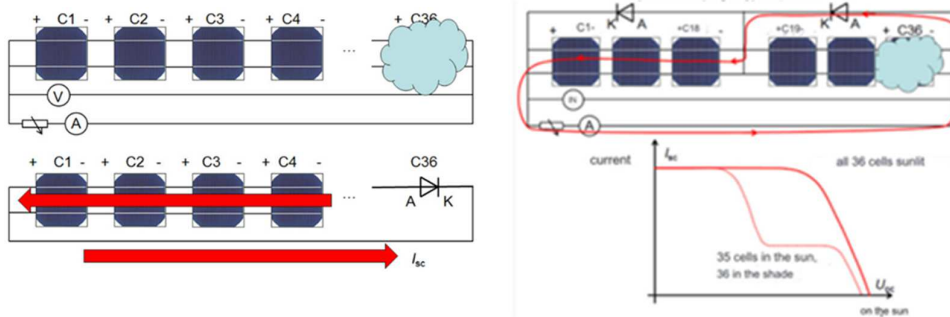 + C1 - + C2 - + C3 - + C4 - + C36
...
V
A
+ C1 - + C2 - + C3 - + C4 - C36
...
A K
Isc
K A K A
+ C1- +C18 - +C19- C36 -
IN
A
current Isc all 36 cells sunlit
35 cells in the sun,
36 in the shade
Uoc
on the sun